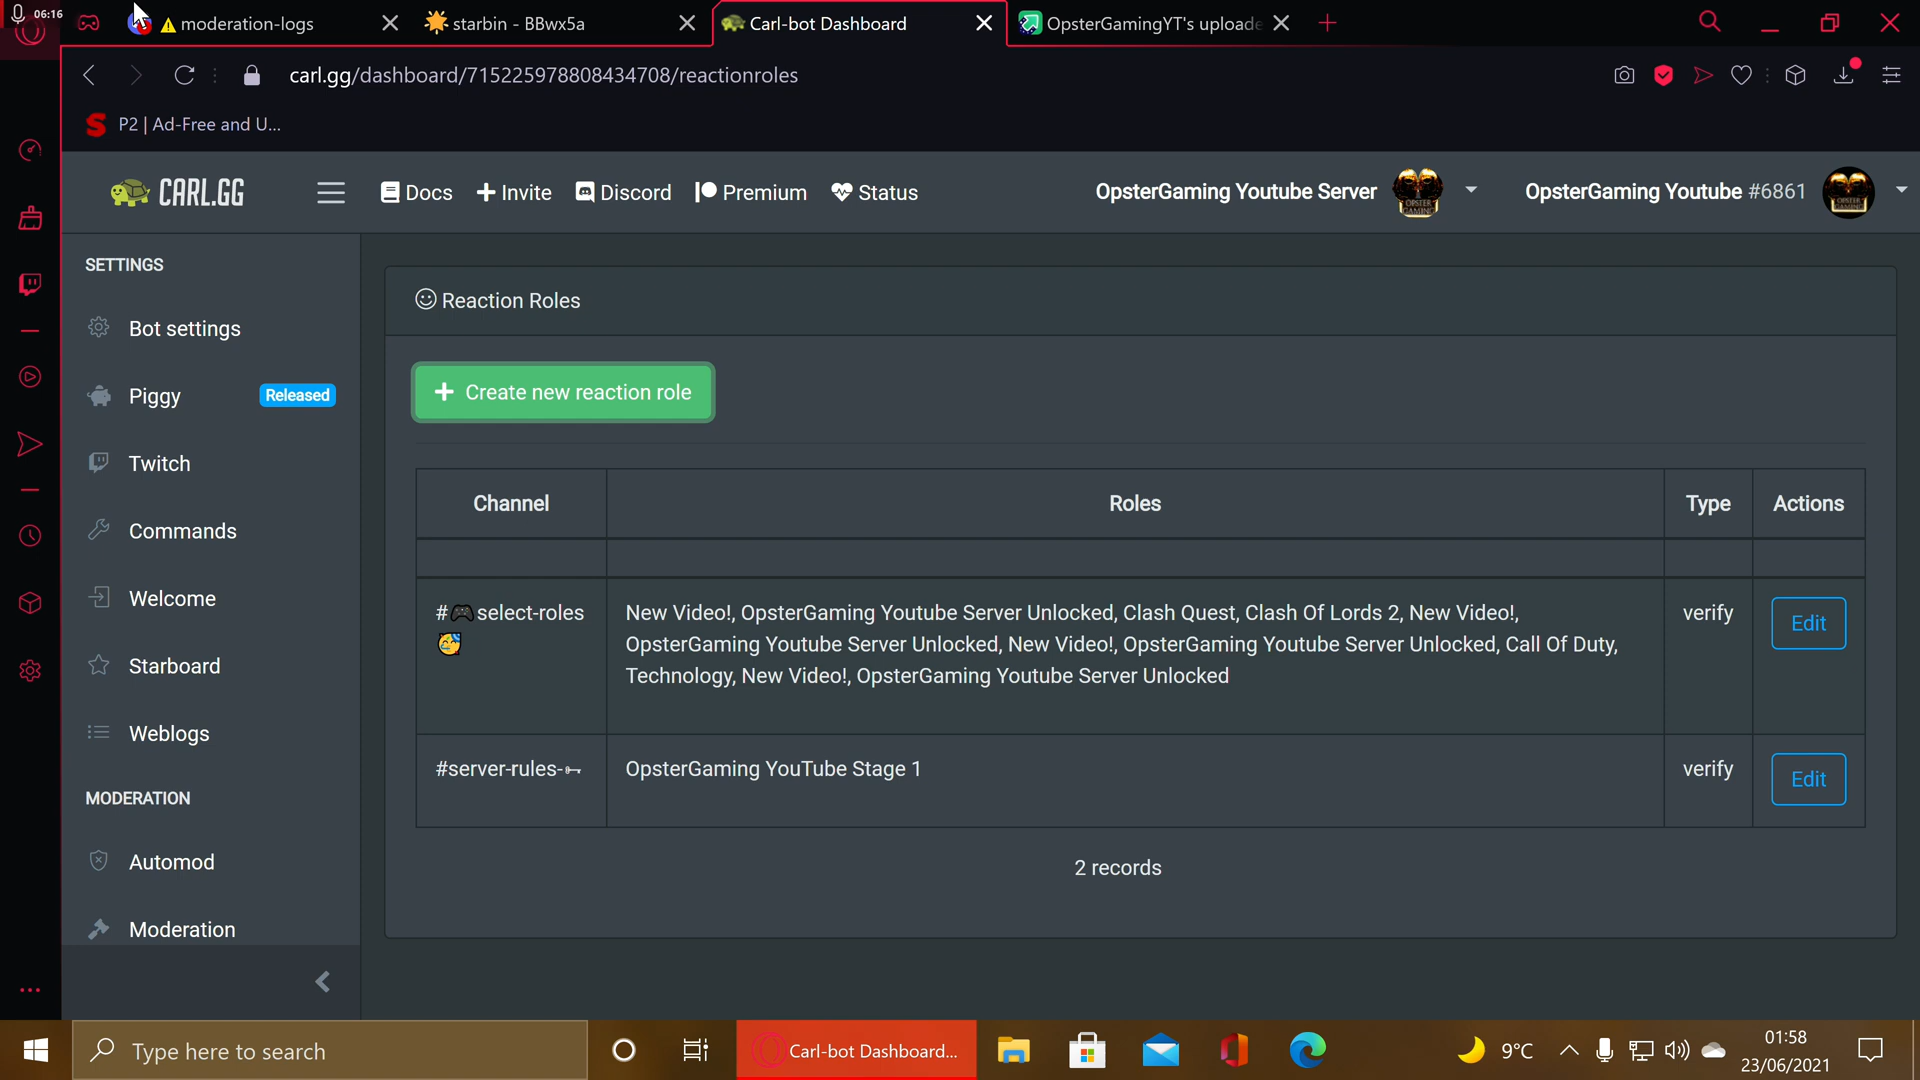 06:16
moderation-logs
starbin - BBwx5a
Carl-bot Dashboard
OpsterGamingYT's uploade
carl.gg/dashboard/715225978808434708/reactionroles
P2 | Ad-Free and U...
CARL.GG
Docs
Invite
Discord
Premium
Status
OpsterGaming Youtube Server
OpsterGaming Youtube #6861
SETTINGS
Bot settings
Piggy
Released
Twitch
Commands
Welcome
Starboard
Weblogs
MODERATION
Automod
Moderation
Reaction Roles
+ Create new reaction role
Channel
Roles
Type
Actions
#🎮select-roles
🥳
New Video!, OpsterGaming Youtube Server Unlocked, Clash Quest, Clash Of Lords 2, New Video!,
OpsterGaming Youtube Server Unlocked, New Video!, OpsterGaming Youtube Server Unlocked, Call Of Duty,
Technology, New Video!, OpsterGaming Youtube Server Unlocked
verify
Edit
#server-rules-🗝
OpsterGaming YouTube Stage 1
verify
Edit
2 records
Type here to search
Carl-bot Dashboard...
9°C
01:58
23/06/2021